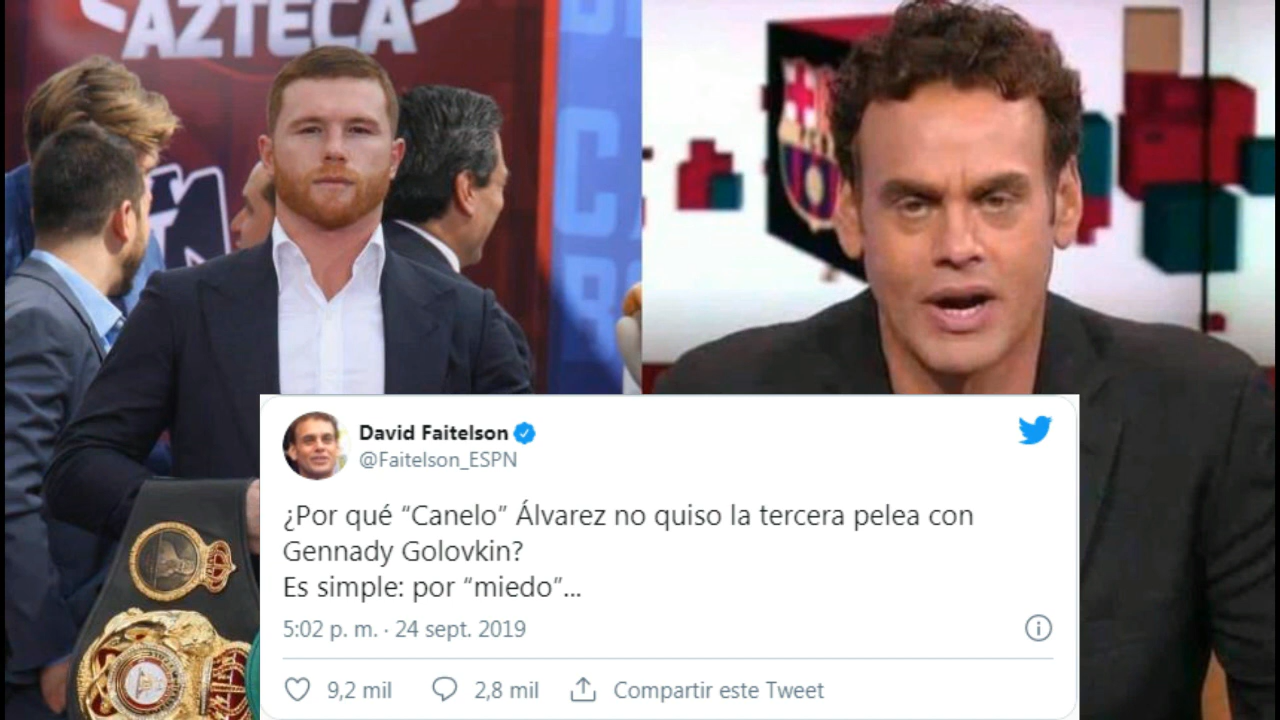 AZTECA
David Faitelson
@Faitelson_ESPN
¿Por qué “Canelo” Álvarez no quiso la tercera pelea con
Gennady Golovkin?
Es simple: por “miedo”...
5:02 p. m. · 24 sept. 2019
9,2 mil
2,8 mil
Compartir este Tweet